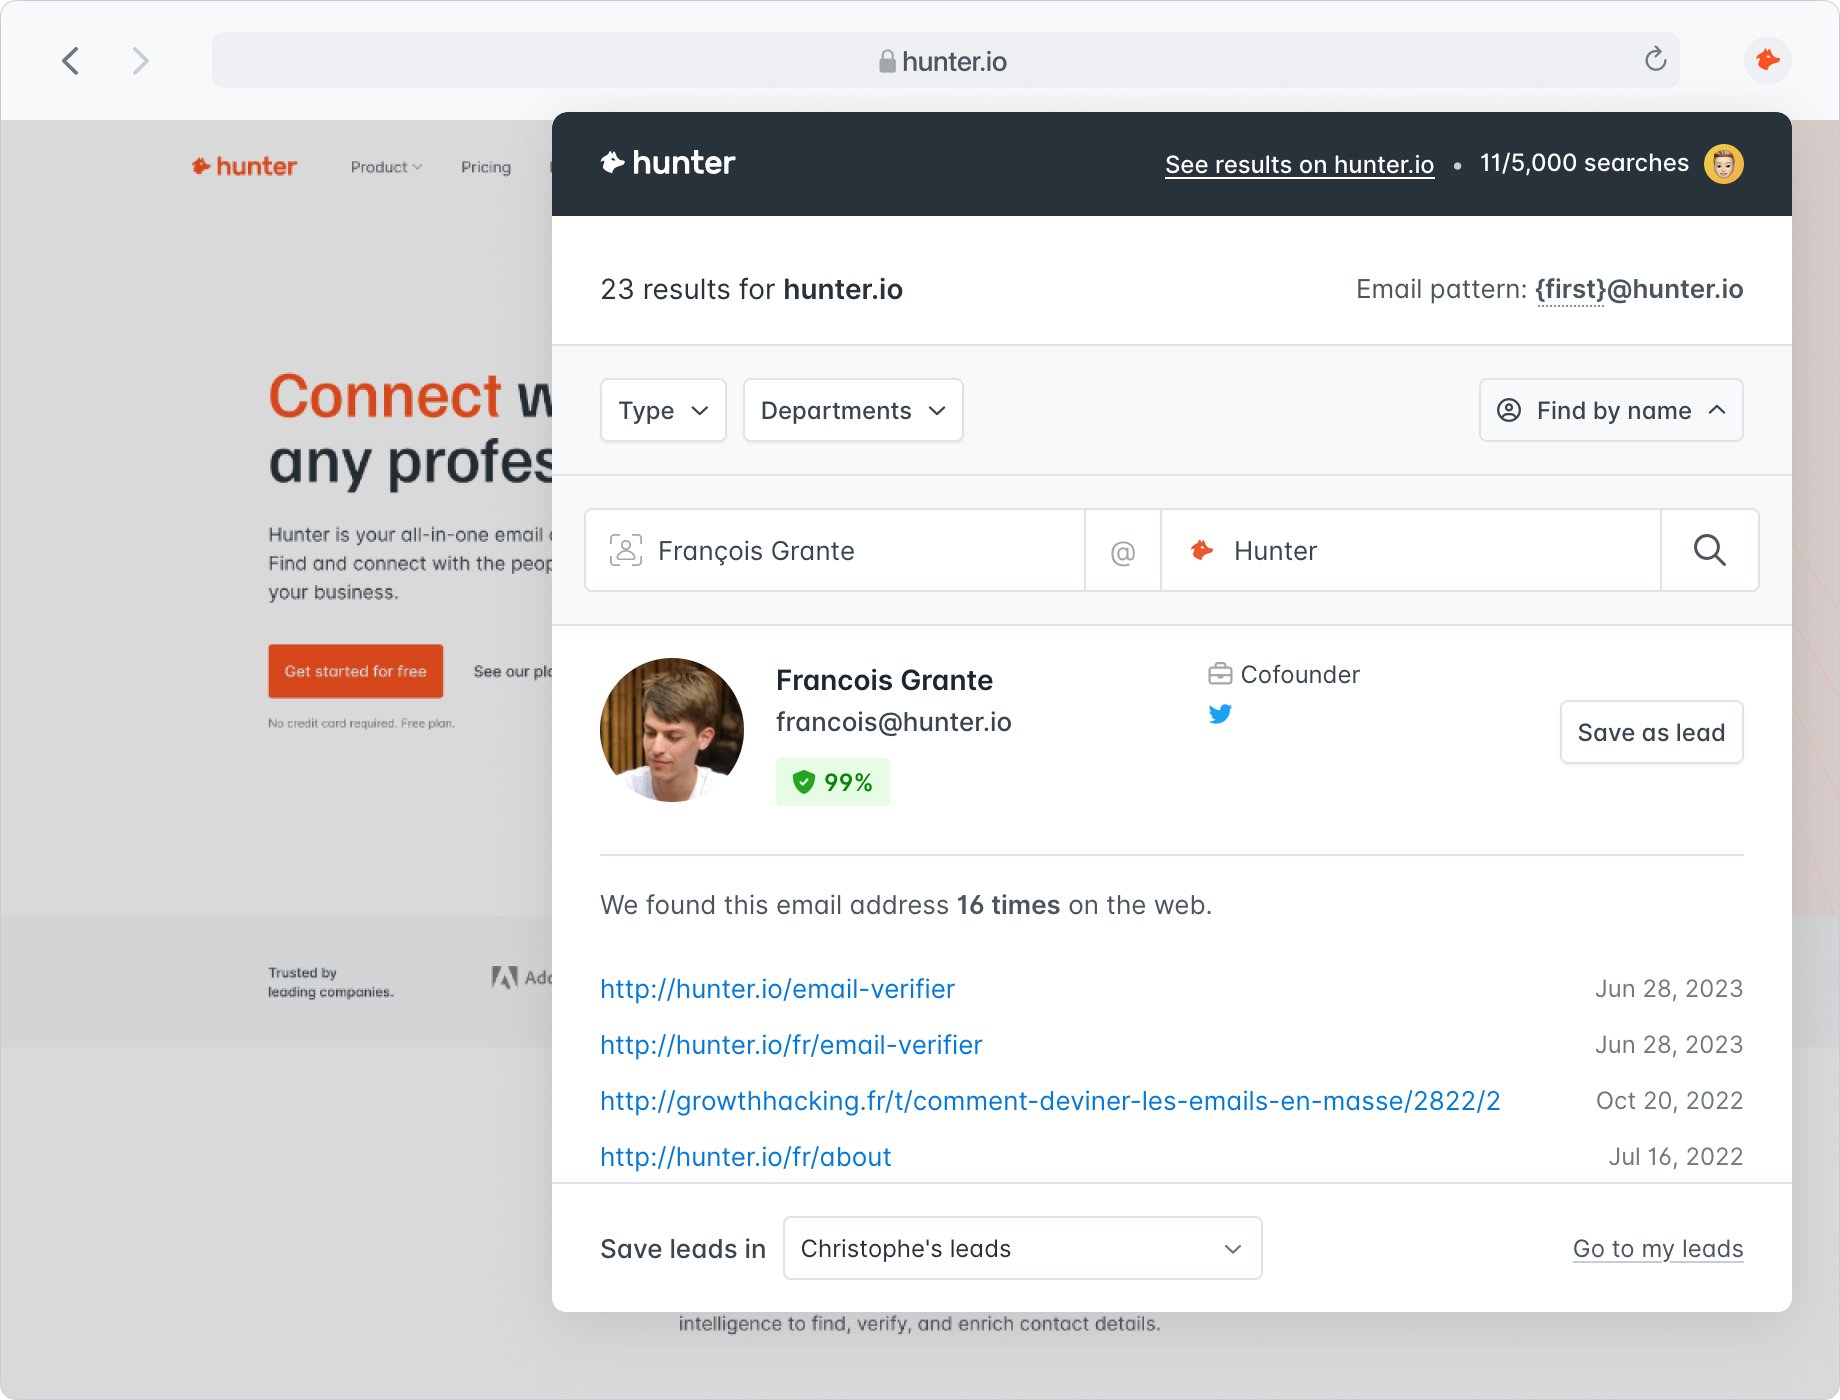 hunter.io
hunter
Product
Pricing
Connect
any profes
Hunter is your all-in-one email
Find and connect with the peop
your business.
Get started for free
See our pla
No credit card required. Free plan.
Trusted by
leading companies.
Ado
intelligence to find, verify, and enrich contact details.
hunter
See results on hunter.io • 11/5,000 searches
23 results for hunter.io
Email pattern: {first}@hunter.io
Type
Departments
Find by name
François Grante
@
Hunter
Francois Grante
francois@hunter.io
99%
Cofounder
Save as lead
We found this email address 16 times on the web.
http://hunter.io/email-verifier Jun 28, 2023
http://hunter.io/fr/email-verifier Jun 28, 2023
http://growthhacking.fr/t/comment-deviner-les-emails-en-masse/2822/2 Oct 20, 2022
http://hunter.io/fr/about Jul 16, 2022
Save leads in
Christophe's leads
Go to my leads